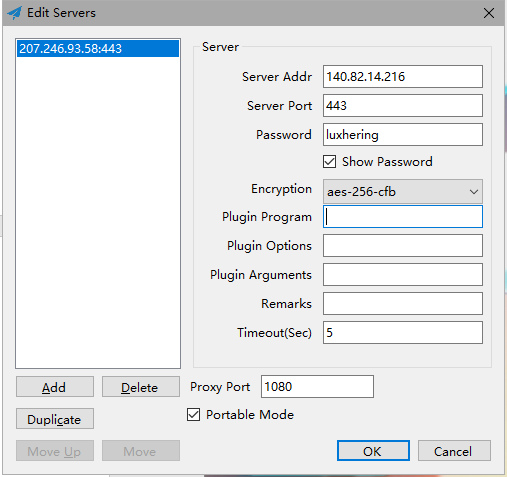 Edit Servers
207.246.93.58:443
Server
Server Addr 140.82.14.216
Server Port 443
Password luxhering
Show Password
Encryption aes-256-cfb
Plugin Program
Plugin Options
Plugin Arguments
Remarks
Timeout(Sec) 5
Add Delete Proxy Port 1080
Duplicate Portable Mode
Move Up Move OK Cancel